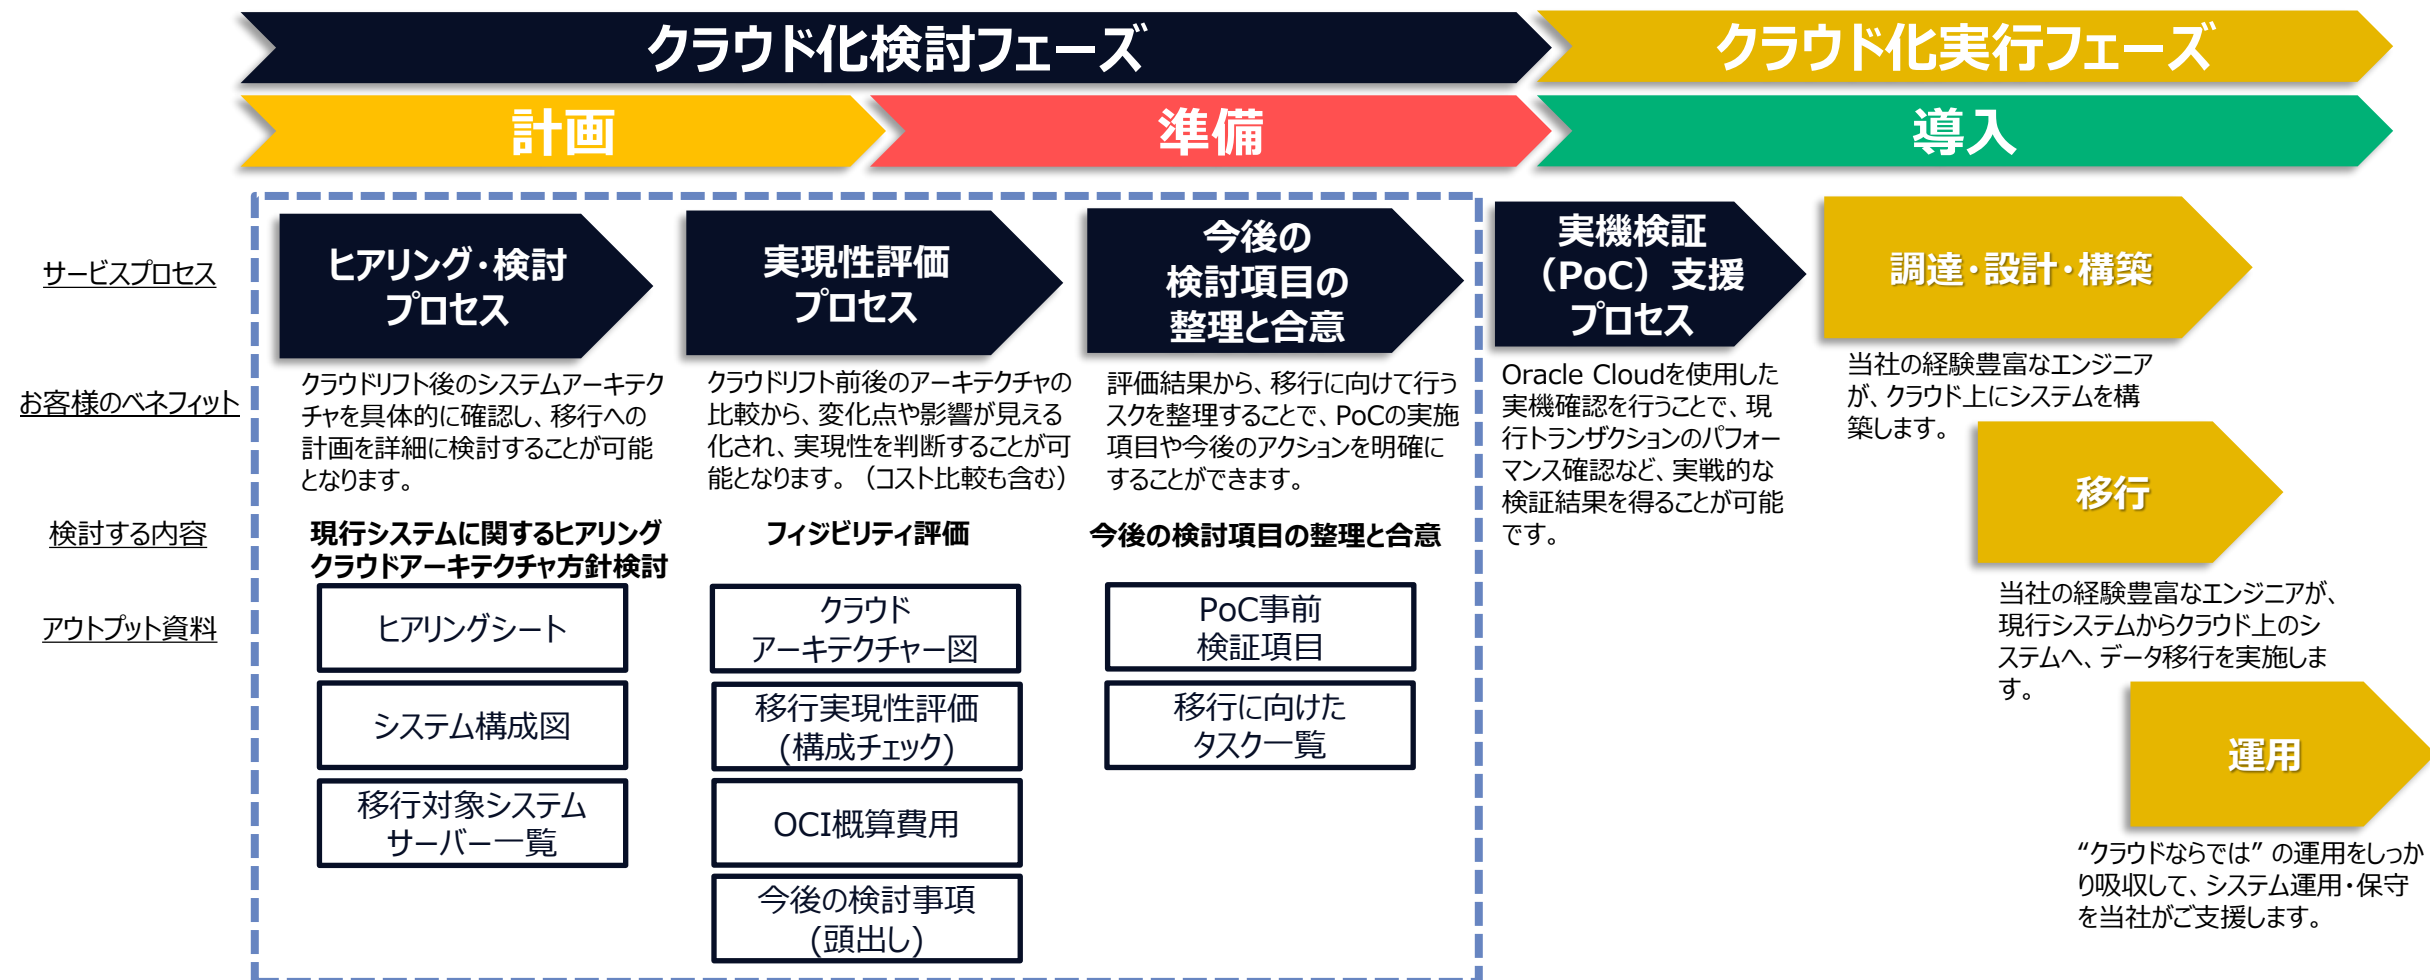 クラウド化検討フェーズ
クラウド化実行フェーズ
計画
準備
導入
サービスプロセス
ヒアリング・検討
プロセス
実現性評価
プロセス
今後の
検討項目の
整理と合意
実機検証
（PoC）支援
プロセス
調達・設計・構築
お客様のベネフィット
クラウドリフト後のシステムアーキテク
チャを具体的に確認し、移行への
計画を詳細に検討することが可能
となります。
クラウドリフト前後のアーキテクチャの
比較から、変化点や影響が見える
化され、実現性を判断することが可
能となります。（コスト比較も含む）
評価結果から、移行に向けて行うタ
スクを整理することで、PoCの実施
項目や今後のアクションを明確に
することができます。
Oracle Cloudを使用した
実機確認を行うことで、現
行トランザクションのパフォー
マンス確認など、実戦的な
検証結果を得ることが可能
です。
当社の経験豊富なエンジニア
が、クラウド上にシステムを構
築します。
移行
当社の経験豊富なエンジニアが、
現行システムからクラウド上のシ
ステムへ、データ移行を実施しま
す。
運用
“クラウドならでは” の運用をしっか
り吸収して、システム運用・保守
を当社がご支援します。
検討する内容
現行システムに関するヒアリング
クラウドアーキテクチャ方針検討
フィジビリティ評価
今後の検討項目の整理と合意
アウトプット資料
ヒアリングシート
システム構成図
移行対象システム
サーバー一覧
クラウド
アーキテクチャー図
移行実現性評価
(構成チェック)
OCI概算費用
今後の検討事項
(頭出し)
PoC事前
検証項目
移行に向けた
タスク一覧